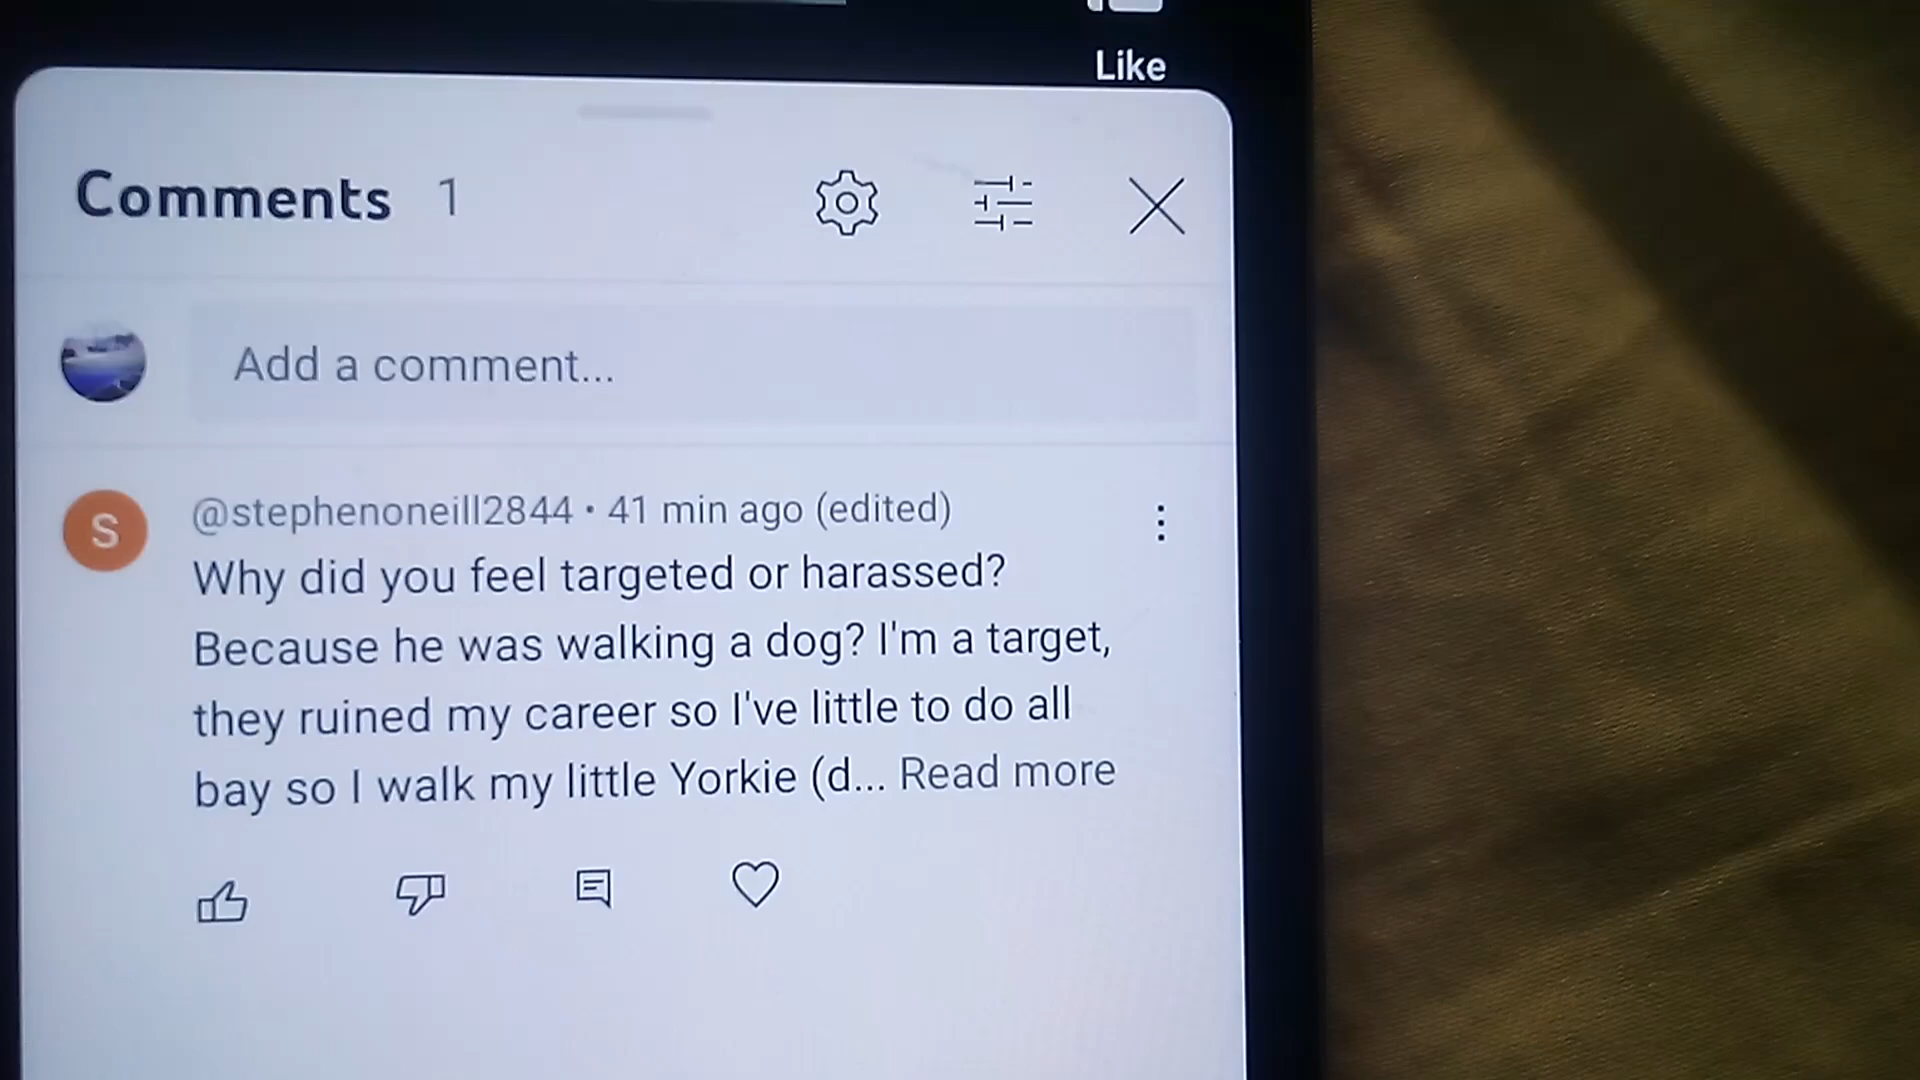 Like
Comments 1
Add a comment...
S
@stephenoneill2844 • 41 min ago (edited)
Why did you feel targeted or harassed?
Because he was walking a dog? I'm a target,
they ruined my career so I've little to do all
bay so I walk my little Yorkie (d... Read more